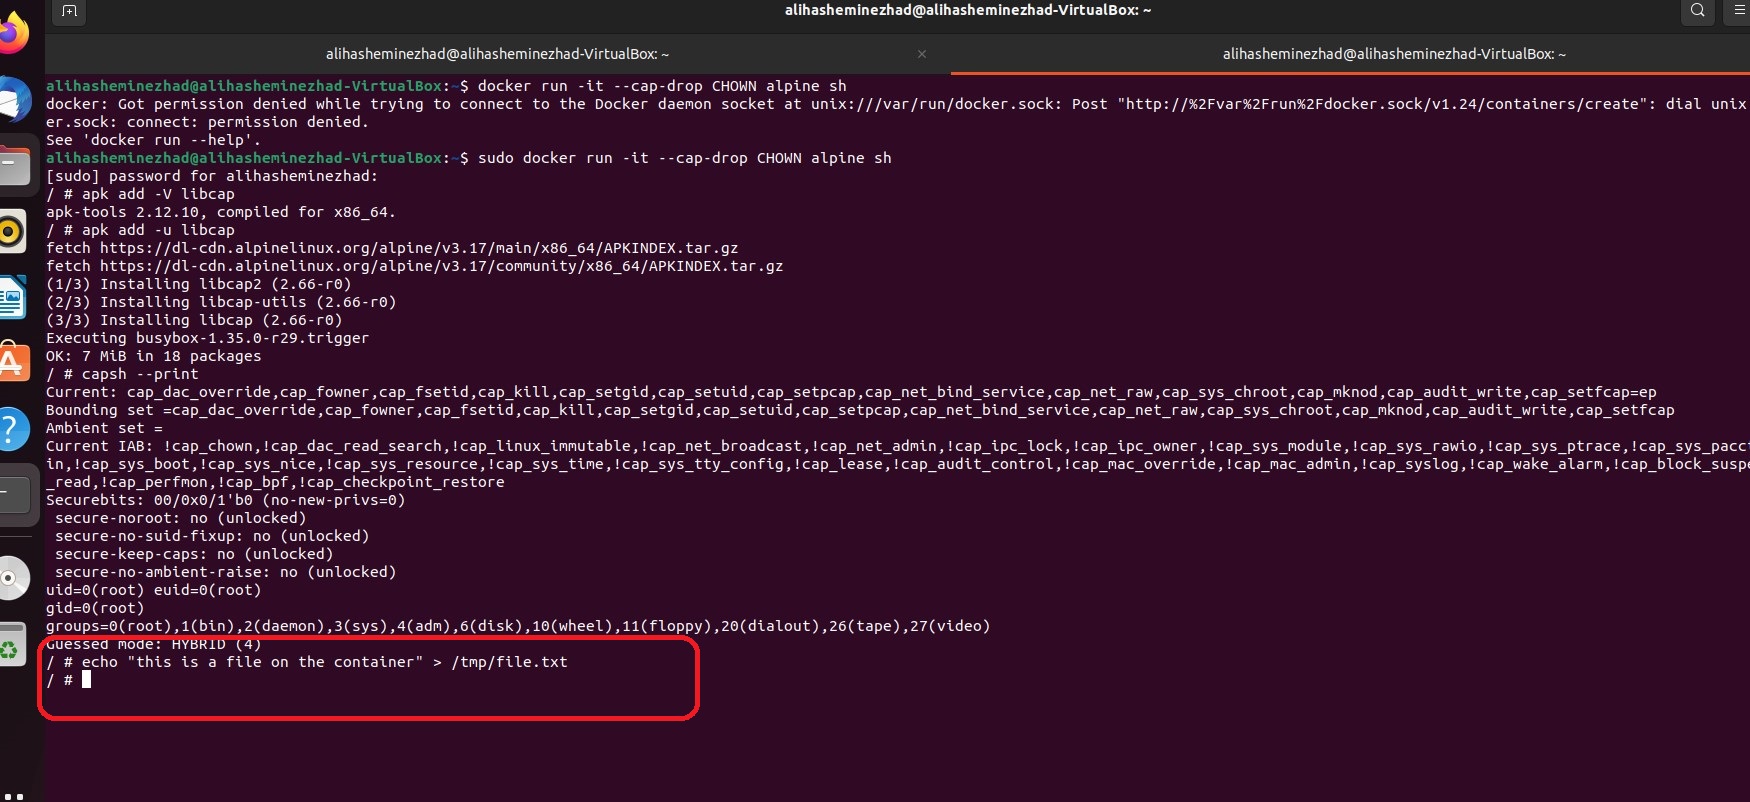 alihasheminezhad@alihasheminezhad-VirtualBox: ~
alihasheminezhad@alihasheminezhad-VirtualBox: ~
alihasheminezhad@alihasheminezhad-VirtualBox: ~
alihasheminezhad@alihasheminezhad-VirtualBox:~$ docker run -it --cap-drop CHOWN alpine sh
docker: Got permission denied while trying to connect to the Docker daemon socket at unix:///var/run/docker.sock: Post "http://%2Fvar%2Frun%2Fdocker.sock/v1.24/containers/create": dial unix
er.sock: connect: permission denied.
See 'docker run --help'.
alihasheminezhad@alihasheminezhad-VirtualBox:~$ sudo docker run -it --cap-drop CHOWN alpine sh
[sudo] password for alihasheminezhad:
/ # apk add -V libcap
apk-tools 2.12.10, compiled for x86_64.
/ # apk add -u libcap
fetch https://dl-cdn.alpinelinux.org/alpine/v3.17/main/x86_64/APKINDEX.tar.gz
fetch https://dl-cdn.alpinelinux.org/alpine/v3.17/community/x86_64/APKINDEX.tar.gz
(1/3) Installing libcap2 (2.66-r0)
(2/3) Installing libcap-utils (2.66-r0)
(3/3) Installing libcap (2.66-r0)
Executing busybox-1.35.0-r29.trigger
OK: 7 MiB in 18 packages
/ # capsh --print
Current: cap_dac_override,cap_fowner,cap_fsetid,cap_kill,cap_setgid,cap_setuid,cap_setpcap,cap_net_bind_service,cap_net_raw,cap_sys_chroot,cap_mknod,cap_audit_write,cap_setfcap=ep
Bounding set =cap_dac_override,cap_fowner,cap_fsetid,cap_kill,cap_setgid,cap_setuid,cap_setpcap,cap_net_bind_service,cap_net_raw,cap_sys_chroot,cap_mknod,cap_audit_write,cap_setfcap
Ambient set =
Current IAB: !cap_chown,!cap_dac_read_search,!cap_linux_immutable,!cap_net_broadcast,!cap_net_admin,!cap_ipc_lock,!cap_ipc_owner,!cap_sys_module,!cap_sys_rawio,!cap_sys_ptrace,!cap_sys_pacct
in,!cap_sys_boot,!cap_sys_nice,!cap_sys_resource,!cap_sys_time,!cap_sys_tty_config,!cap_lease,!cap_audit_control,!cap_mac_override,!cap_mac_admin,!cap_syslog,!cap_wake_alarm,!cap_block_suspe
_read,!cap_perfmon,!cap_bpf,!cap_checkpoint_restore
Securebits: 00/0x0/1'b0 (no-new-privs=0)
 secure-noroot: no (unlocked)
 secure-no-suid-fixup: no (unlocked)
 secure-keep-caps: no (unlocked)
 secure-no-ambient-raise: no (unlocked)
uid=0(root) euid=0(root)
gid=0(root)
groups=0(root),1(bin),2(daemon),3(sys),4(adm),6(disk),10(wheel),11(floppy),20(dialout),26(tape),27(video)
Guessed mode: HYBRID (4)
/ # echo "this is a file on the container" > /tmp/file.txt
/ #